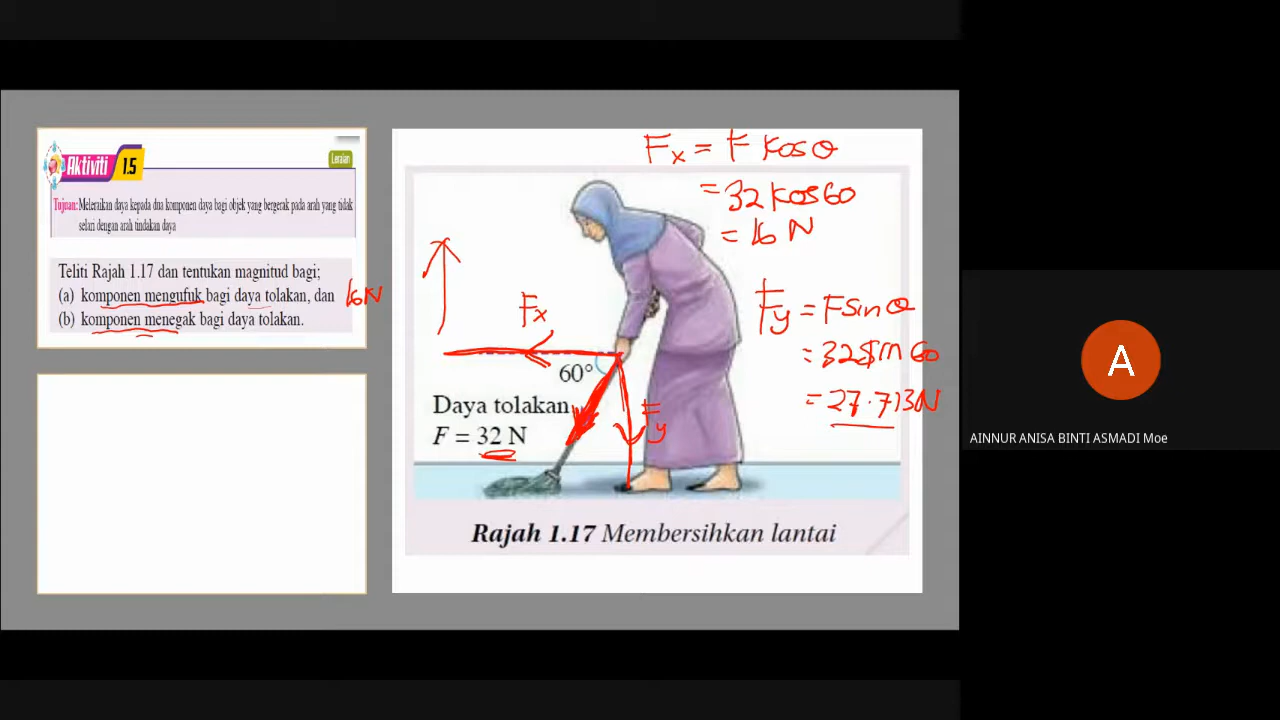 Aktiviti 1.5
Leraian
Tujuan: Meleraikan daya kepada dua komponen daya bagi objek yang bergerak pada arah yang tidak
selari dengan arah tindakan daya
Teliti Rajah 1.17 dan tentukan magnitud bagi;
(a) komponen mengufuk bagi daya tolakan, dan 16N
(b) komponen menegak bagi daya tolakan.
Fx = F kos θ
= 32 kos 60
= 16 N
Fx
Fy = F sin θ
= 32 sin 60
= 27.713N
60°
Daya tolakan,
F = 32 N
Fy
Rajah 1.17 Membersihkan lantai
A
AINNUR ANISA BINTI ASMADI Moe